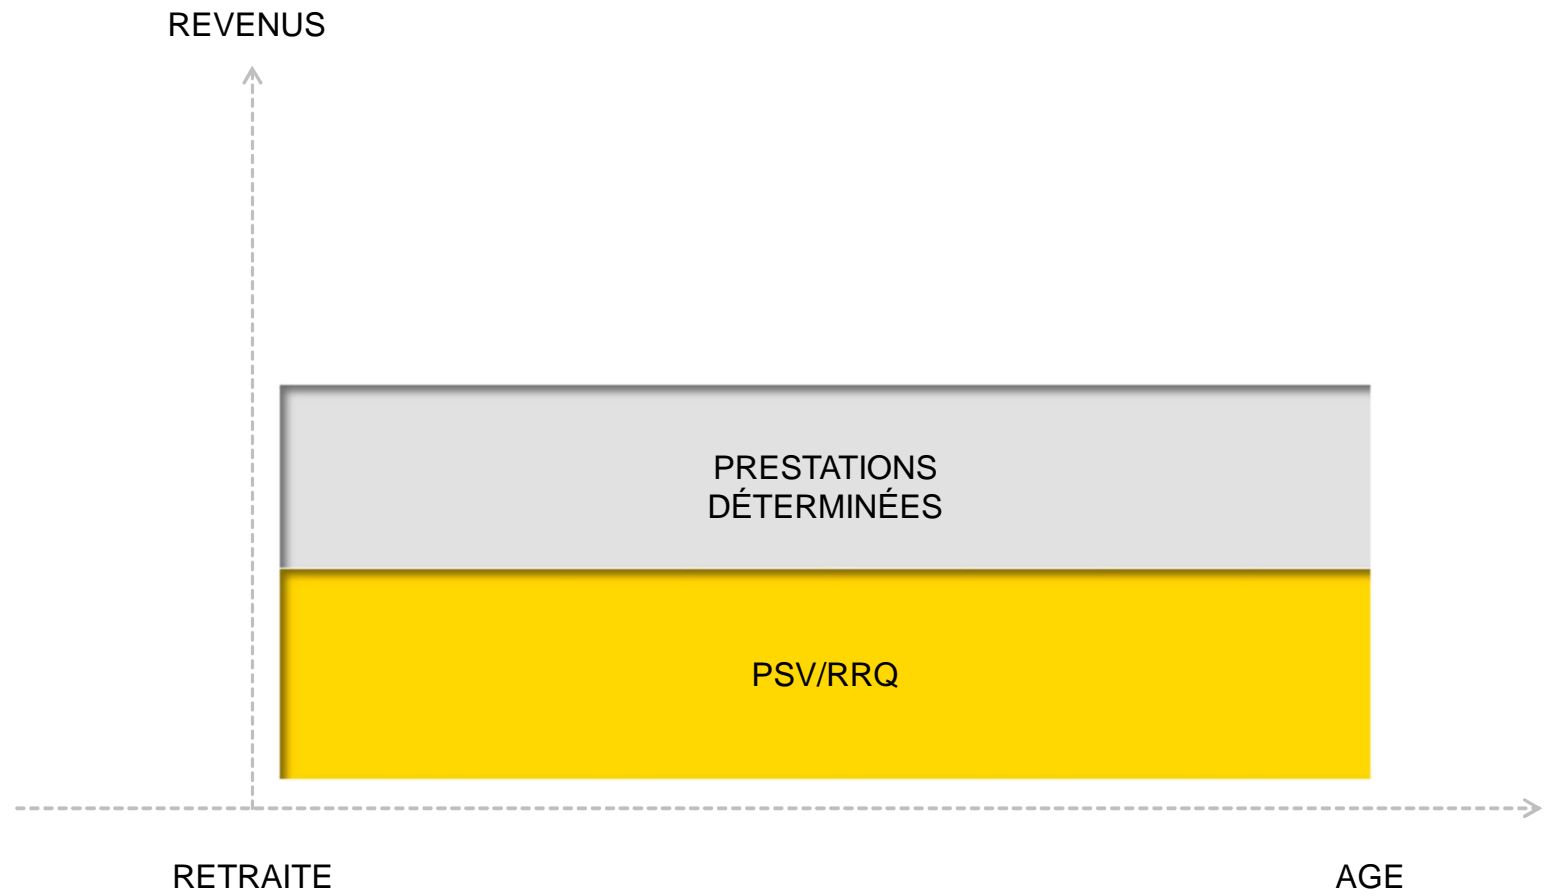 REVENUS
PRESTATIONS
DÉTERMINÉES
PSV/RRQ
RETRAITE
AGE